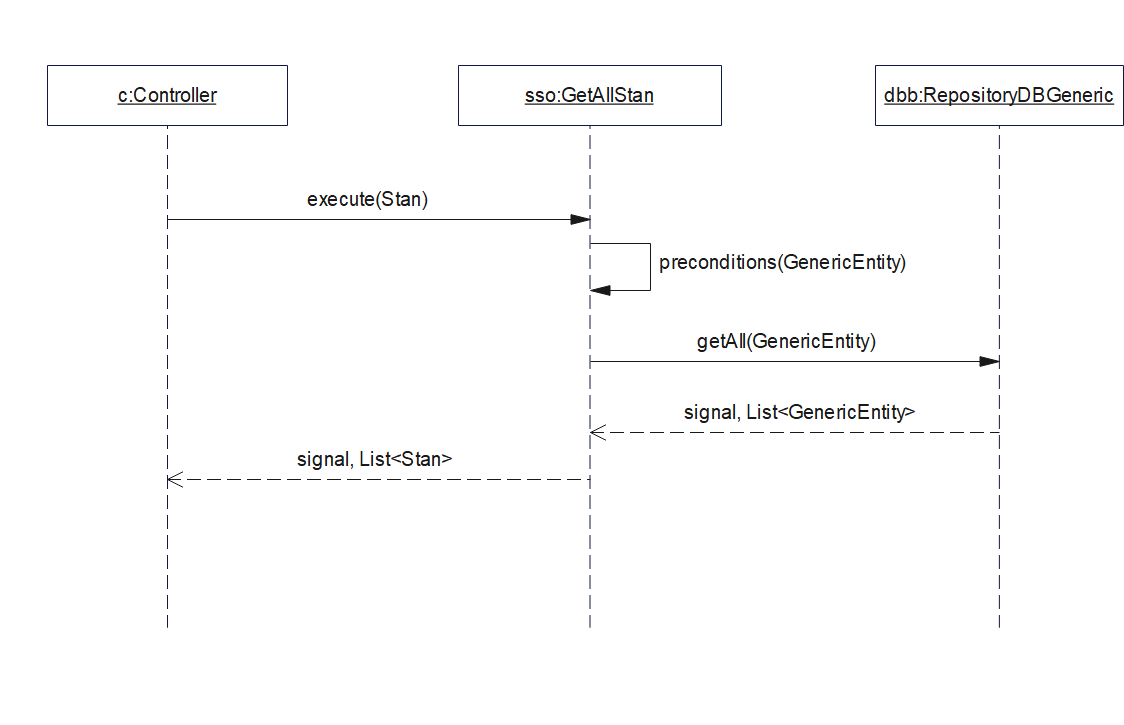 c:Controller
sso:GetAllStan
dbb:RepositoryDBGeneric
execute(Stan)
preconditions(GenericEntity)
getAll(GenericEntity)
signal, List<GenericEntity>
signal, List<Stan>